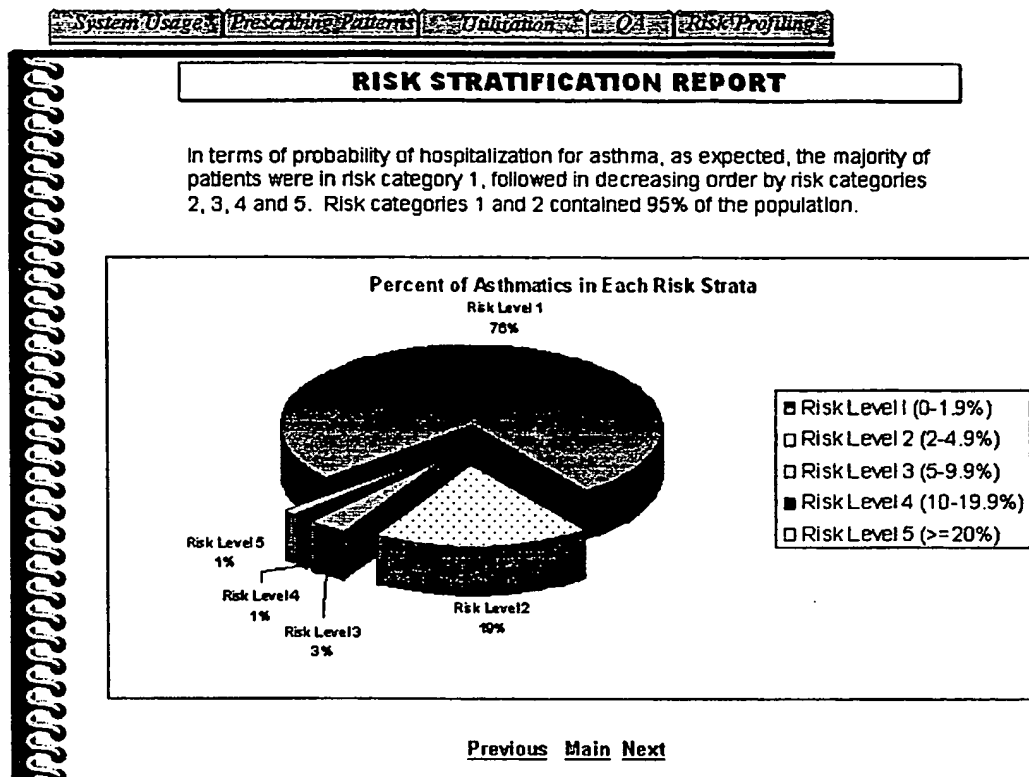 System Usage Prescribing Patterns Utilization QA Risk Profiling
RISK STRATIFICATION REPORT
In terms of probability of hospitalization for asthma, as expected, the majority of
patients were in risk category 1, followed in decreasing order by risk categories
2, 3, 4 and 5. Risk categories 1 and 2 contained 95% of the population.
Percent of Asthmatics in Each Risk Strata
Risk Level 1
76%
Risk Level 5
1%
Risk Level 4
1%
Risk Level 3
3%
Risk Level 2
19%
Risk Level 1 (0-1.9%)
Risk Level 2 (2-4.9%)
Risk Level 3 (5-9.9%)
Risk Level 4 (10-19.9%)
Risk Level 5 (>=20%)
Previous Main Next